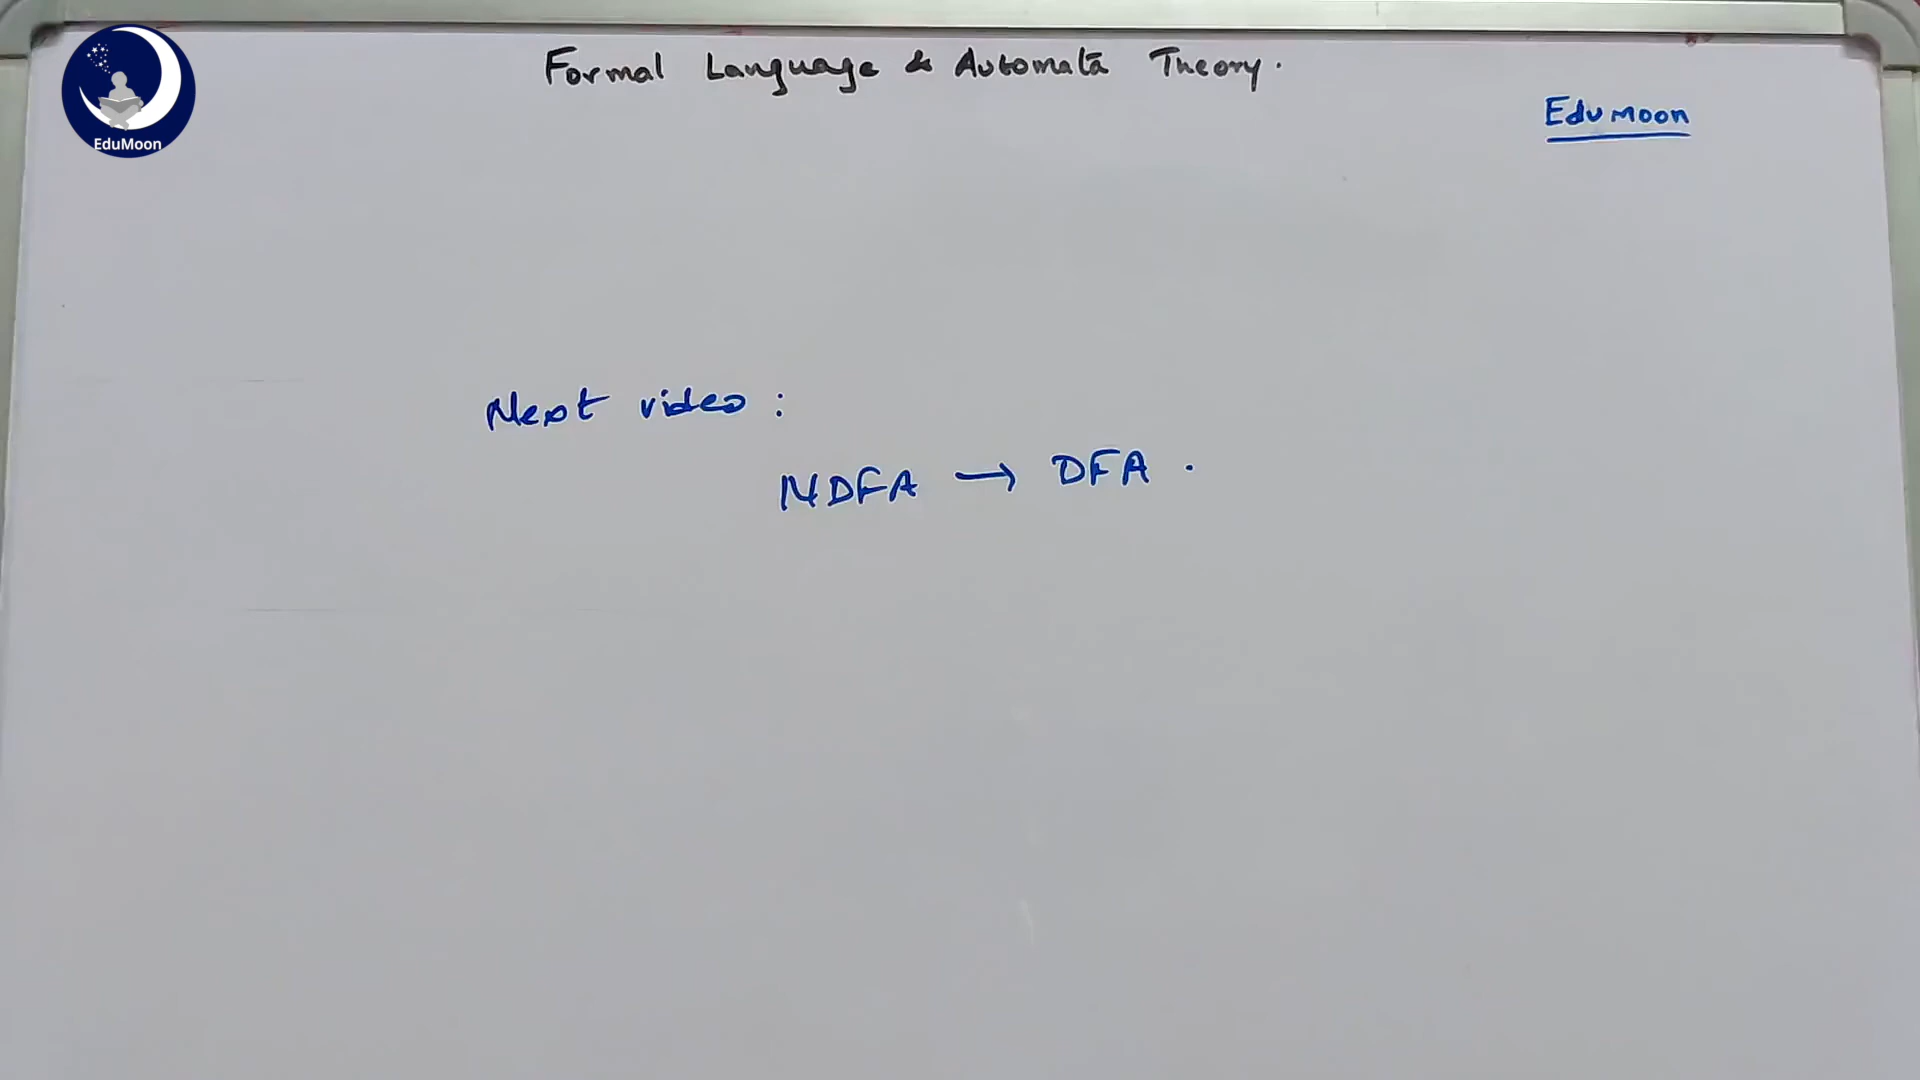 Formal Language & Automata Theory.
EduMoon
EduMoon
Next video :
NDFA → DFA .